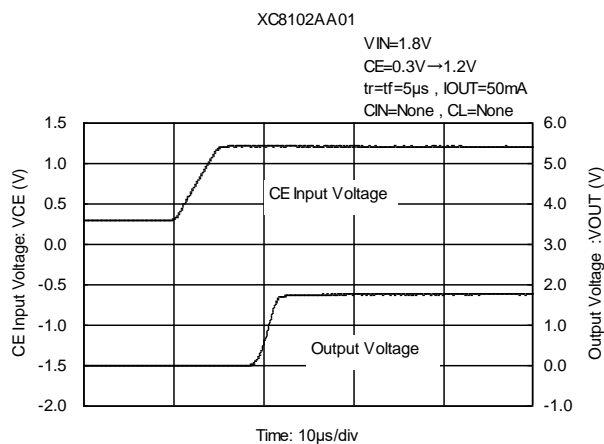 XC8102AA01
VIN=1.8V
CE=0.3V→1.2V
tr=tf=5μs , IOUT=50mA
CIN=None , CL=None
CE Input Voltage: VCE (V)
1.5
1.0
0.5
0.0
-0.5
-1.0
-1.5
-2.0
CE Input Voltage
Output Voltage
6.0
5.0
4.0
3.0
2.0
1.0
0.0
-1.0
Output Voltage :VOUT (V)
Time: 10μs/div